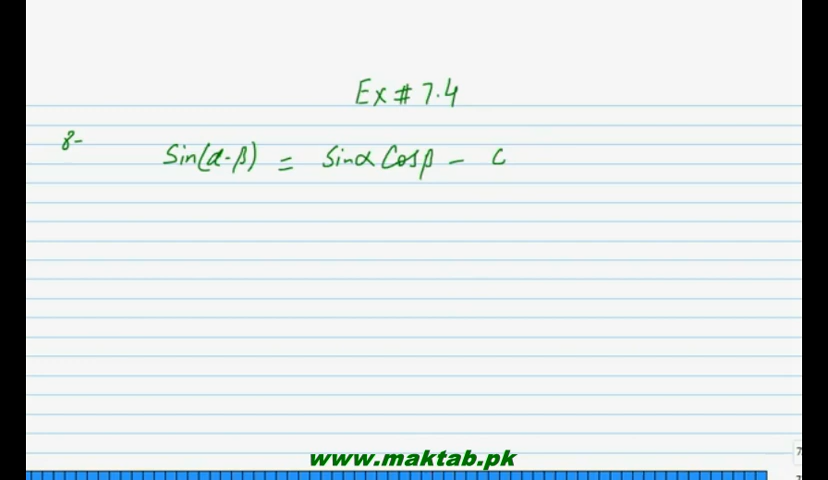 Ex # 7.4
8-
Sin(α-β) = Sinα Cosβ - C
www.maktab.pk